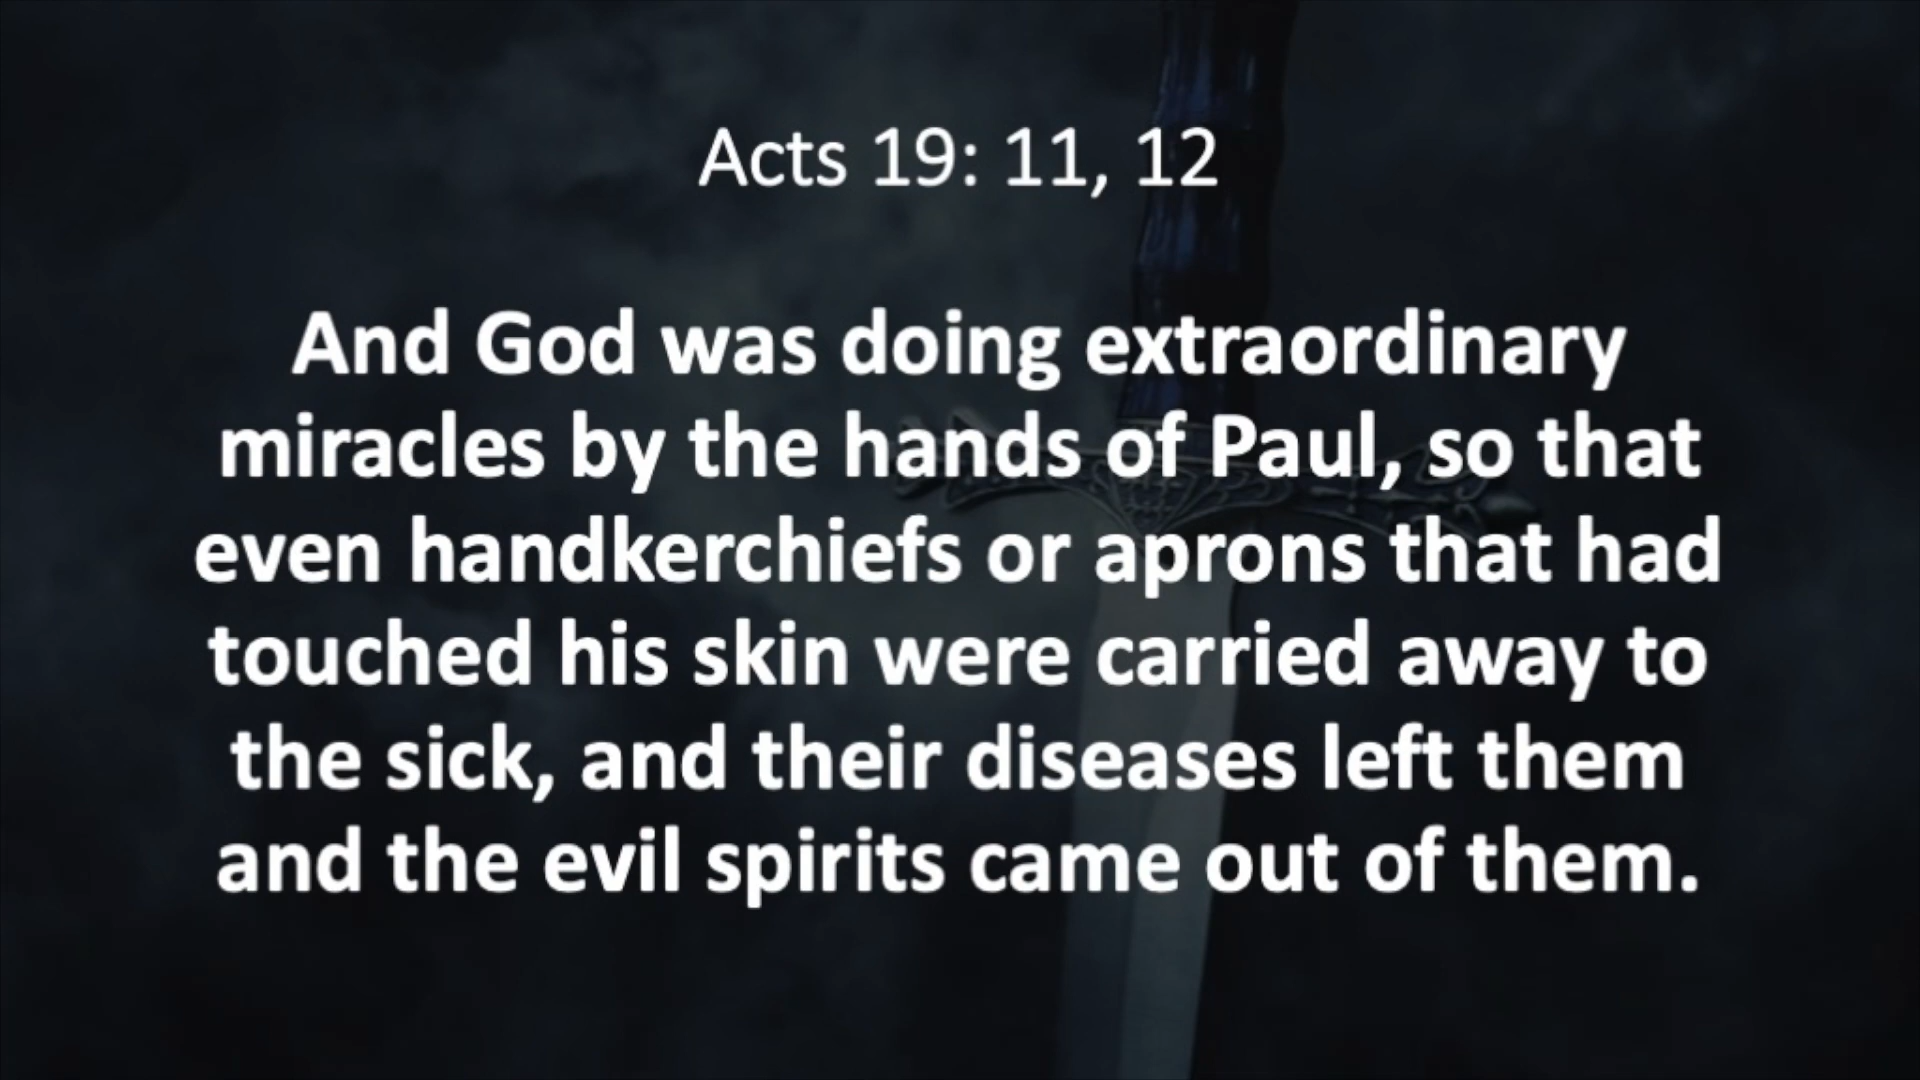 Acts 19: 11, 12
And God was doing extraordinary
miracles by the hands of Paul, so that
even handkerchiefs or aprons that had
touched his skin were carried away to
the sick, and their diseases left them
and the evil spirits came out of them.